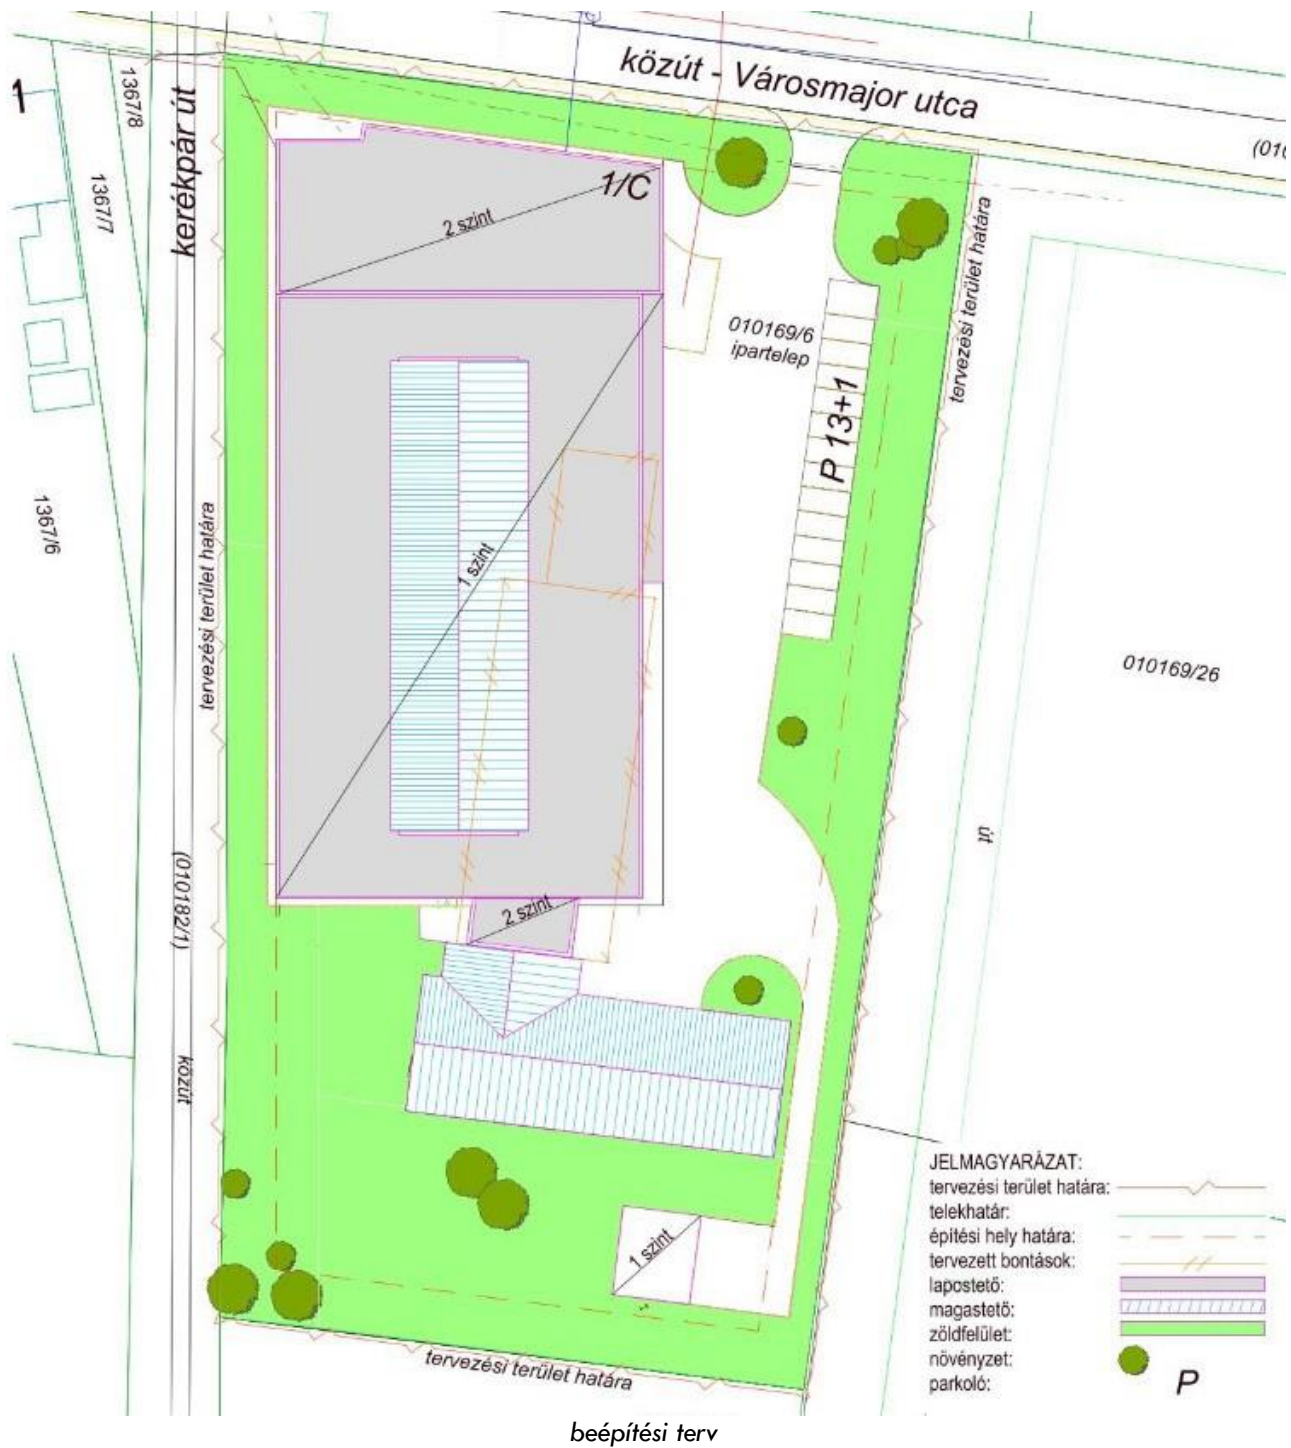 közút - Városmajor utca
1
1367/8
kerékpár út
1367/7
1/C
2 szint
tervezési terület határa
010169/6
ipartelep
P 13+1
1367/6
tervezési terület határa
1 szint
010169/26
út
(010182/1)
2 szint
közút
1 szint
tervezési terület határa
JELMAGYARÁZAT:
tervezési terület határa:
telekhatár:
építési hely határa:
tervezett bontások:
lapostető:
magastető:
zöldfelület:
növényzet:
parkoló:
P
beépítési terv